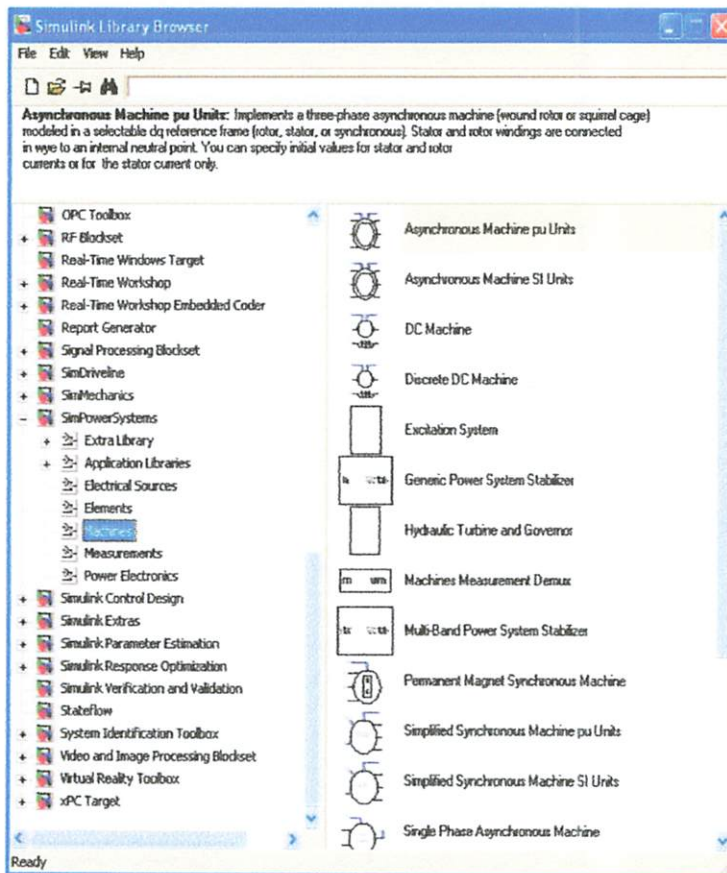 Simulink Library Browser
File Edit View Help
Asynchronous Machine pu Units: Implements a three-phase asynchronous machine (wound rotor or squirrel cage)
modeled in a selectable dq reference frame (rotor, stator, or synchronous). Stator and rotor windings are connected
in wye to an internal neutral point. You can specify initial values for stator and rotor
currents or for the stator current only.
OPC Toolbox
RF Blockset
Real-Time Windows Target
Real-Time Workshop
Real-Time Workshop Embedded Coder
Report Generator
Signal Processing Blockset
SimDriveline
SimMechanics
SimPowerSystems
Extra Library
Application Libraries
Electrical Sources
Elements
Machines
Measurements
Power Electronics
Simulink Control Design
Simulink Extras
Simulink Parameter Estimation
Simulink Response Optimization
Simulink Verification and Validation
Stateflow
System Identification Toolbox
Video and Image Processing Blockset
Virtual Reality Toolbox
xPC Target
Asynchronous Machine pu Units
Asynchronous Machine SI Units
DC Machine
Discrete DC Machine
Excitation System
Generic Power System Stabilizer
Hydraulic Turbine and Governor
m wm
Machines Measurement Demux
Multi-Band Power System Stabilizer
Permanent Magnet Synchronous Machine
Simplified Synchronous Machine pu Units
Simplified Synchronous Machine SI Units
Single Phase Asynchronous Machine
Ready